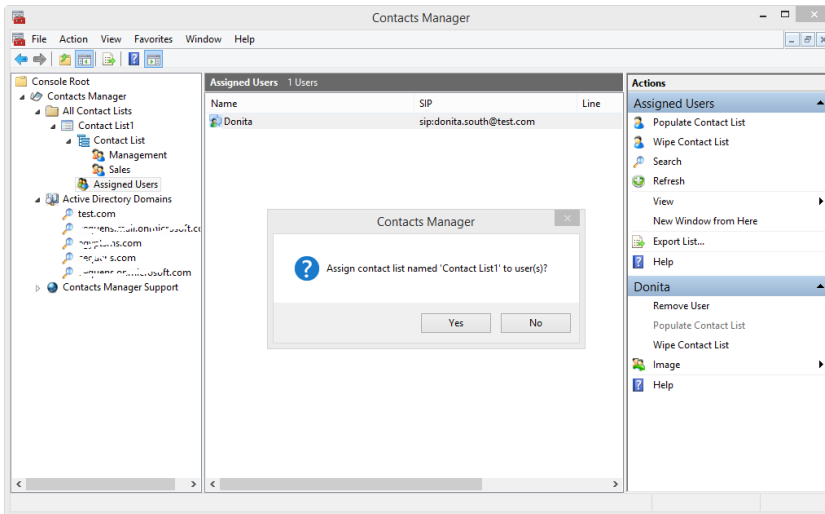 Contacts Manager
File Action View Favorites Window Help
Console Root
Contacts Manager
All Contact Lists
Contact List1
Contact List
Management
Sales
Assigned Users
Active Directory Domains
test.com
.com
s.com
.com
Contacts Manager Support
Assigned Users 1 Users
Name SIP Line
Donita sip:donita.south@test.com
Contacts Manager
Assign contact list named 'Contact List1' to user(s)?
Yes No
Actions
Assigned Users
Populate Contact List
Wipe Contact List
Search
Refresh
View
New Window from Here
Export List...
Help
Donita
Remove User
Populate Contact List
Wipe Contact List
Image
Help